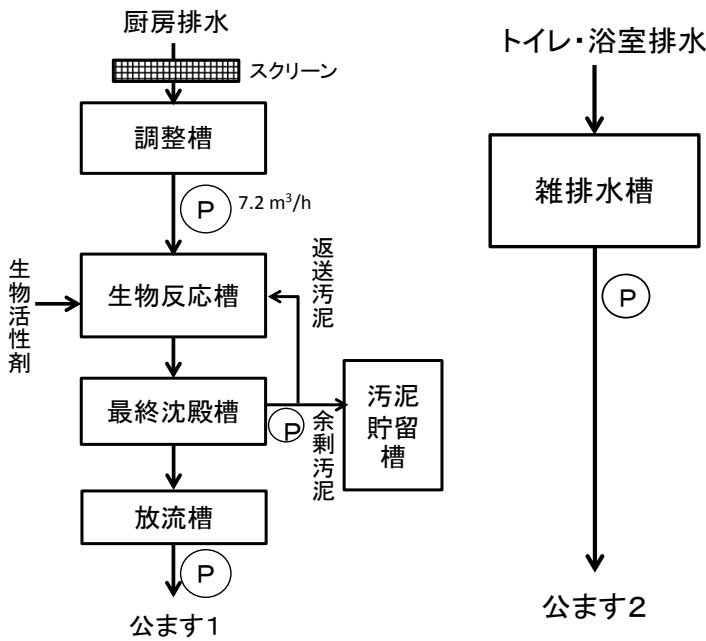 厨房排水
スクリーン
調整槽
P
7.2 m³/h
生物活性剤
生物反応槽
返送汚泥
最終沈殿槽
P
余剰汚泥
汚泥
貯留
槽
放流槽
P
公ます1
トイレ・浴室排水
雑排水槽
P
公ます2